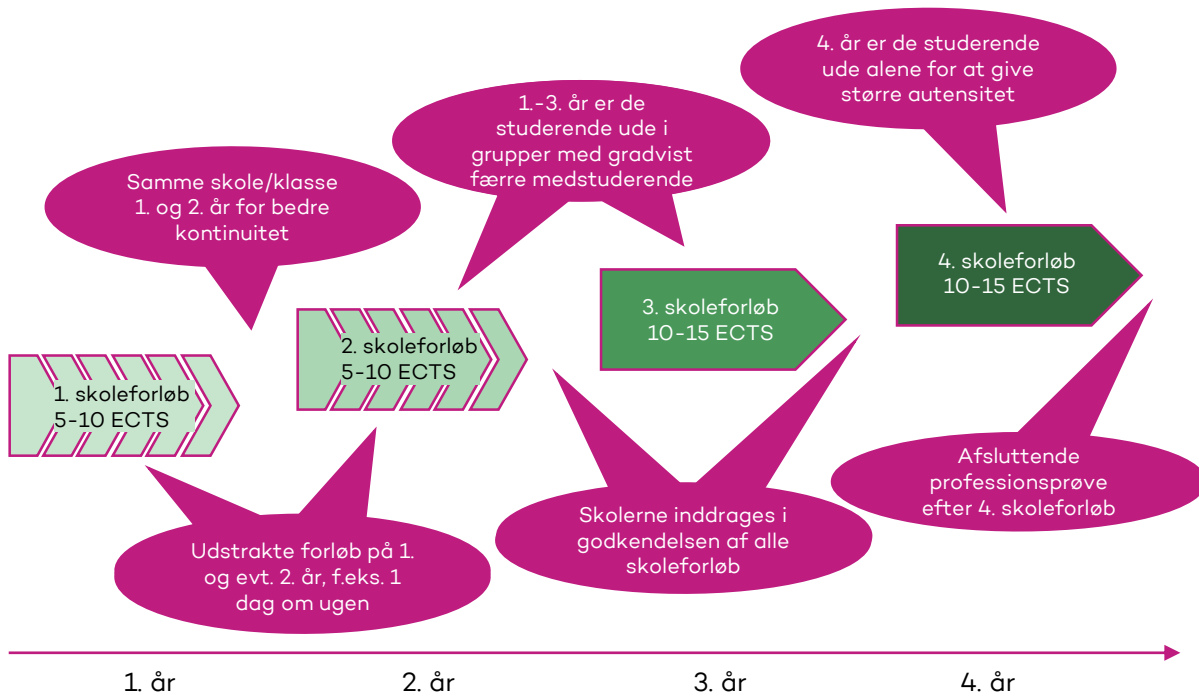 4. år er de studerende
ude alene for at give
større autensitet
1.-3. år er de
studerende ude i
grupper med gradvist
færre medstuderende
Samme skole/klasse
1. og 2. år for bedre
kontinuitet
4. skoleforløb
10-15 ECTS
3. skoleforløb
10-15 ECTS
2. skoleforløb
5-10 ECTS
1. skoleforløb
5-10 ECTS
Udstrakte forløb på 1.
og evt. 2. år, f.eks. 1
dag om ugen
Skolerne inddrages i
godkendelsen af alle
skoleforløb
Afsluttende
professionsprøve
efter 4. skoleforløb
1. år
2. år
3. år
4. år